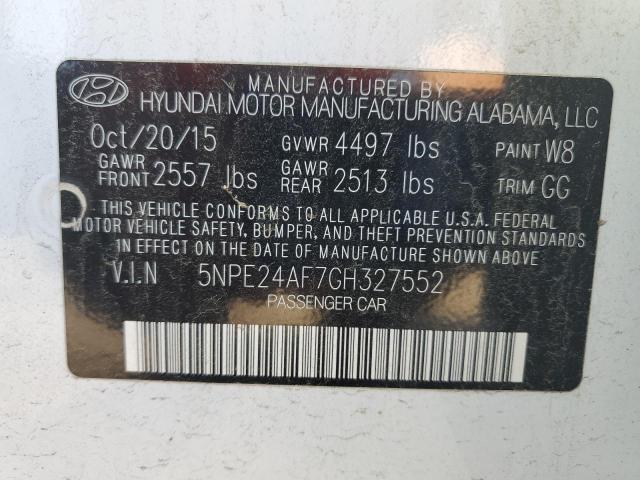 MANUFACTURED BY
HYUNDAI MOTOR MANUFACTURING ALABAMA, LLC
Oct/20/15 GVWR 4497 lbs PAINT W8
GAWR FRONT 2557 lbs GAWR REAR 2513 lbs TRIM GG
THIS VEHICLE CONFORMS TO ALL APPLICABLE U.S.A. FEDERAL
MOTOR VEHICLE SAFETY, BUMPER, AND THEFT PREVENTION STANDARDS
IN EFFECT ON THE DATE OF MANUFACTURE SHOWN ABOVE
V.I.N 5NPE24AF7GH327552
PASSENGER CAR